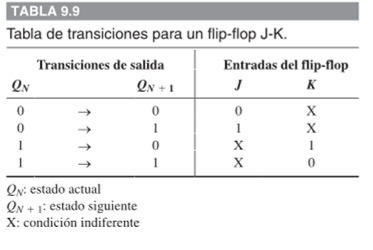 TABLA 9.9
Tabla de transiciones para un flip-flop J-K.
Transiciones de salida Entradas del flip-flop
Q_N Q_{N + 1} J K
0 → 0 0 X
0 → 1 1 X
1 → 0 X 1
1 → 1 X 0
Q_N: estado actual
Q_{N + 1}: estado siguiente
X: condición indiferente